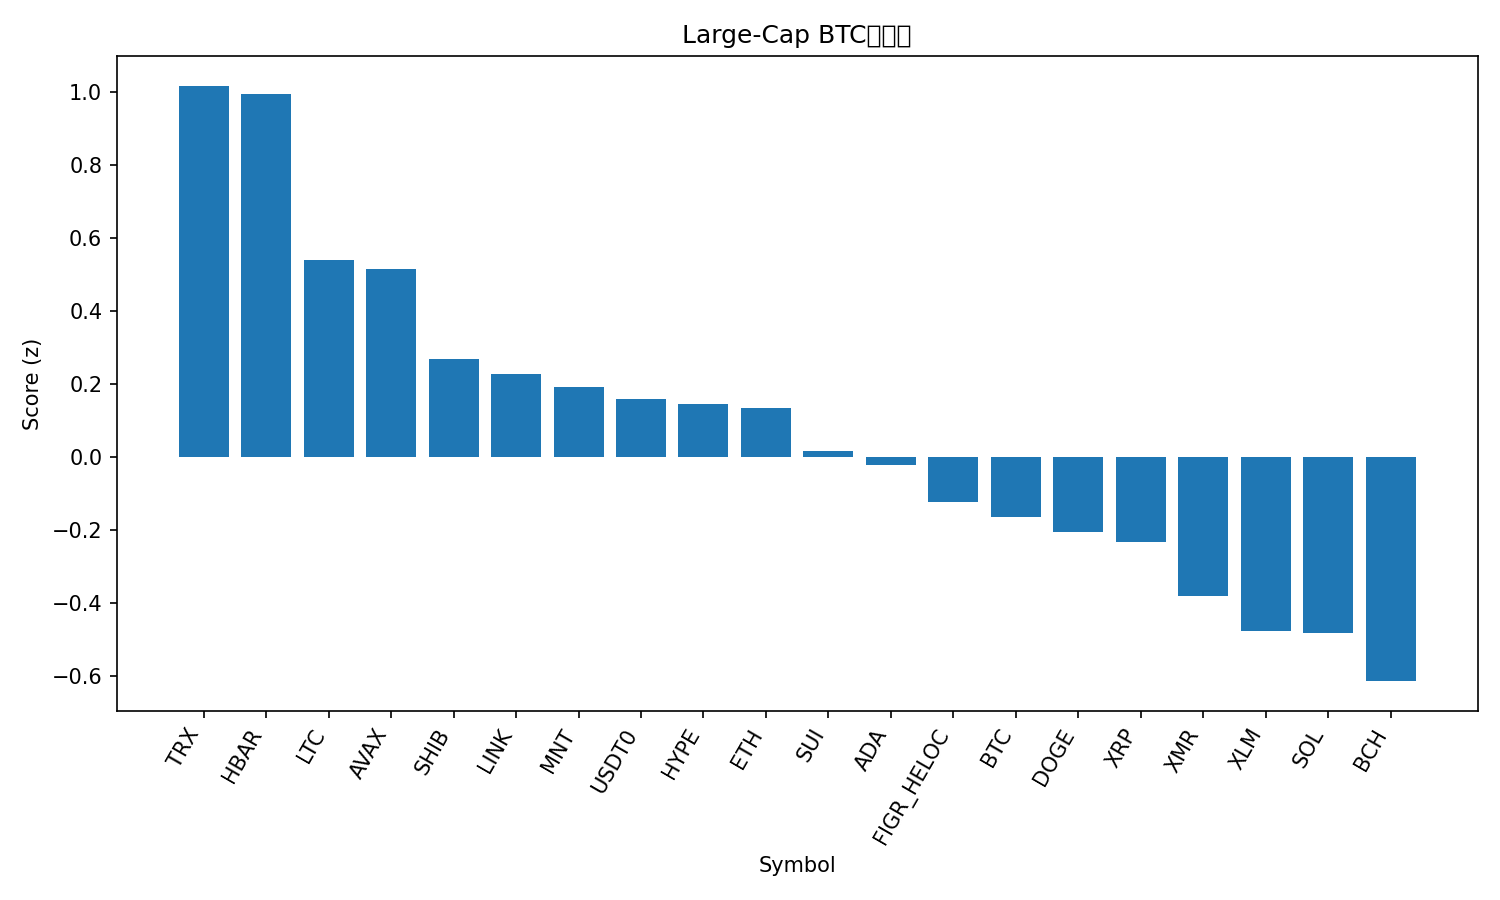 Large-Cap BTC
1.0
0.8
0.6
0.4
0.2
0.0
−0.2
−0.4
−0.6
Score (z)
TRX
HBAR
LTC
AVAX
SHIB
LINK
MNT
USDT0
HYPE
ETH
SUI
ADA
FIGR_HELOC
BTC
DOGE
XRP
XMR
XLM
SOL
BCH
Symbol